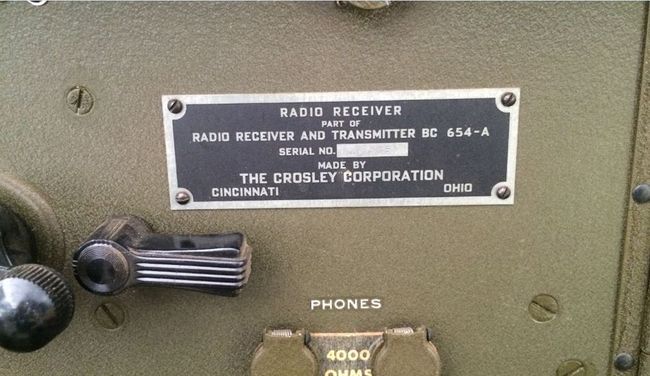 RADIO RECEIVER
PART OF
RADIO RECEIVER AND TRANSMITTER BC 654-A
SERIAL NO.
MADE BY
THE CROSLEY CORPORATION
CINCINNATI OHIO
PHONES
4000
OHMS